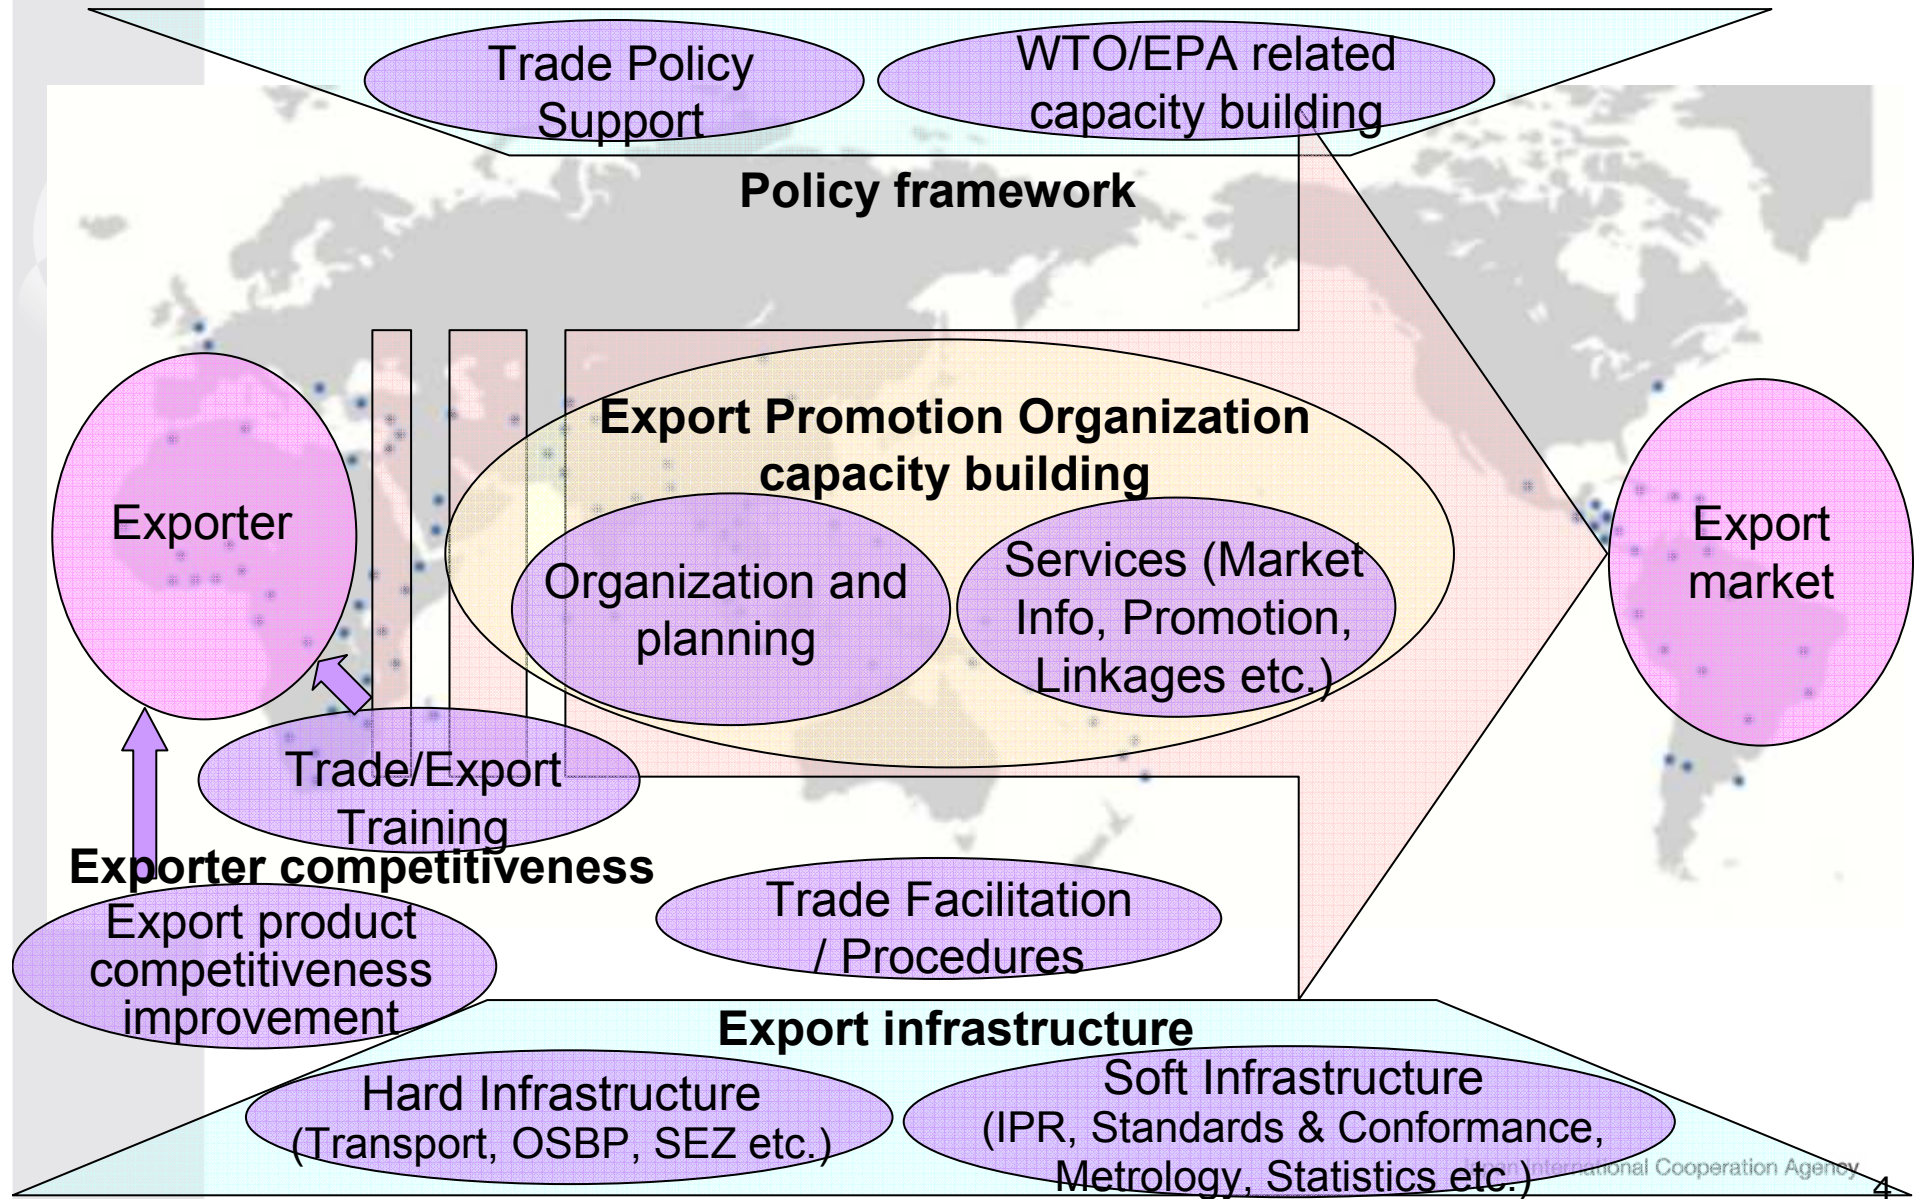 Trade Policy
Support
WTO/EPA related
capacity building
Policy framework
Export Promotion Organization
capacity building
Exporter
Organization and
planning
Services (Market
Info, Promotion,
Linkages etc.)
Export
market
Trade/Export
Training
Exporter competitiveness
Export product
competitiveness
improvement
Trade Facilitation
/ Procedures
Export infrastructure
Hard Infrastructure
(Transport, OSBP, SEZ etc.)
Soft Infrastructure
(IPR, Standards & Conformance,
Metrology, Statistics etc.)
Japan International Cooperation Agency
4